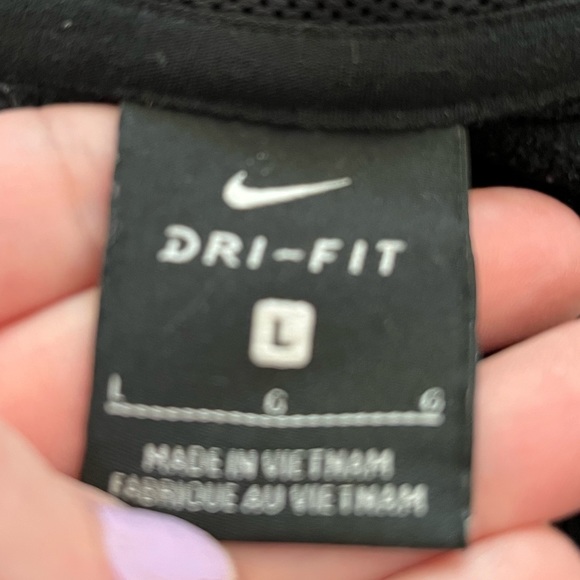 DRI-FIT
L
L G G
MADE IN VIETNAM
FABRIQUE AU VIETNAM